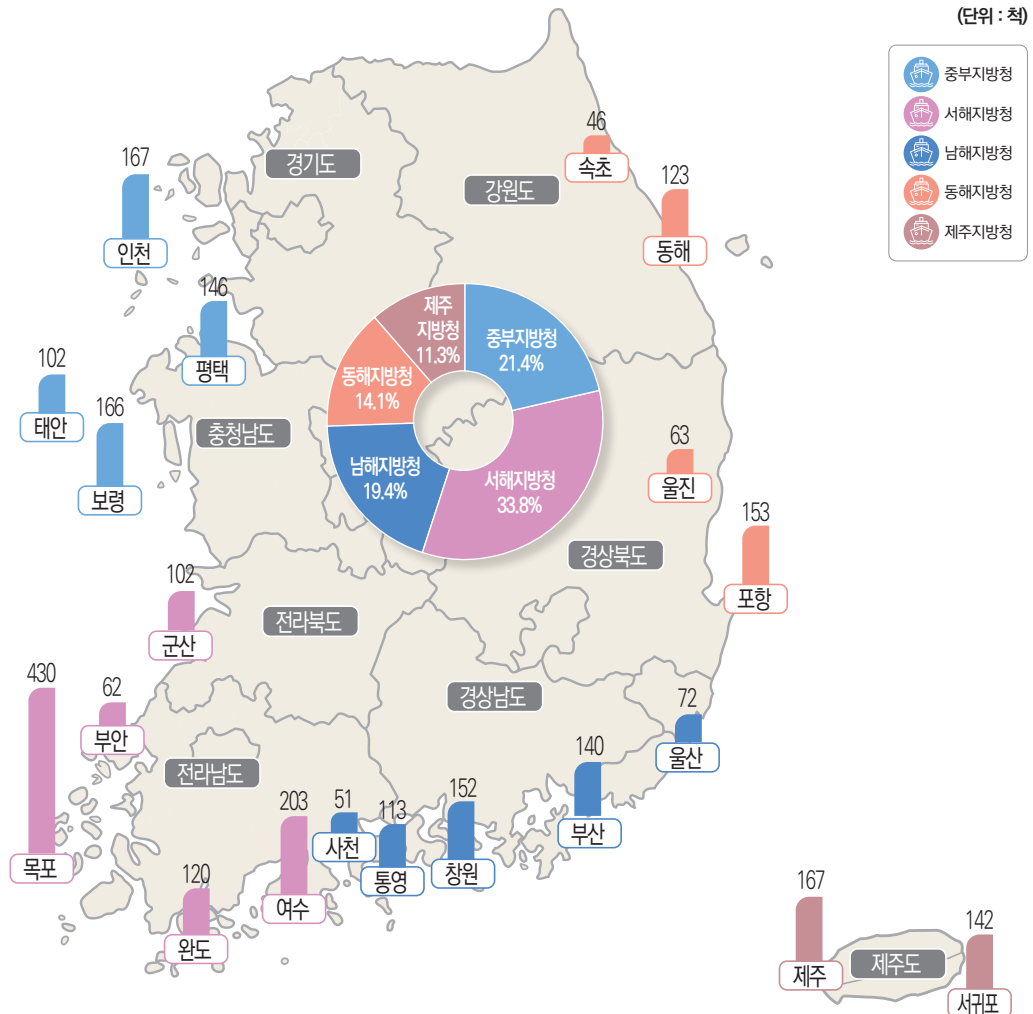 (단위 : 척)
중부지방청
서해지방청
남해지방청
동해지방청
제주지방청
경기도
강원도
충청남도
경상북도
전라북도
경상남도
전라남도
제주도
167
인천
146
평택
102
태안
166
보령
46
속초
123
동해
63
울진
153
포항
제주
지방청
11.3%
중부지방청
21.4%
동해지방청
14.1%
남해지방청
19.4%
서해지방청
33.8%
102
군산
430
목포
62
부안
120
완도
203
여수
51
사천
113
통영
152
창원
140
부산
72
울산
167
제주
142
서귀포